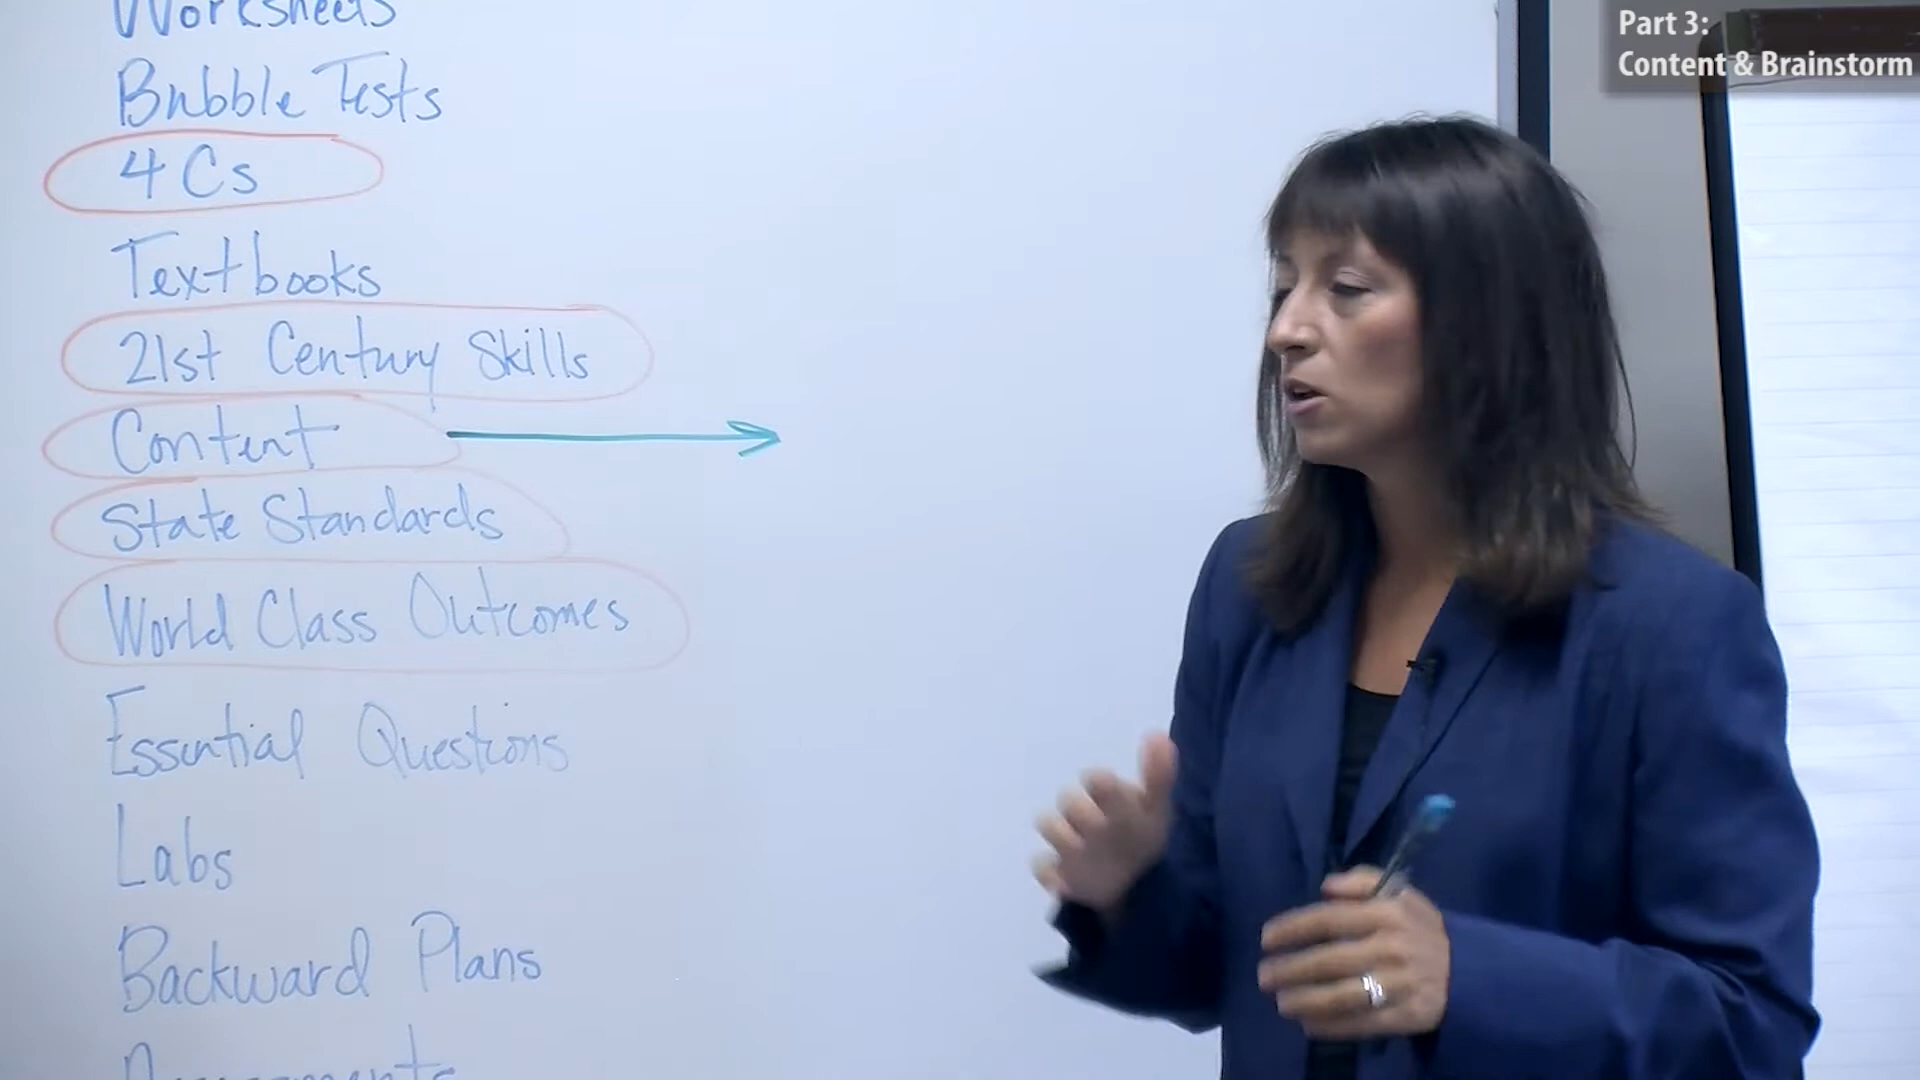 Part 3:
Content & Brainstorm
Worksheets
Bubble Tests
4 Cs
Textbooks
21st Century Skills
Content
State Standards
World Class Outcomes
Essential Questions
Labs
Backward Plans
Assessments